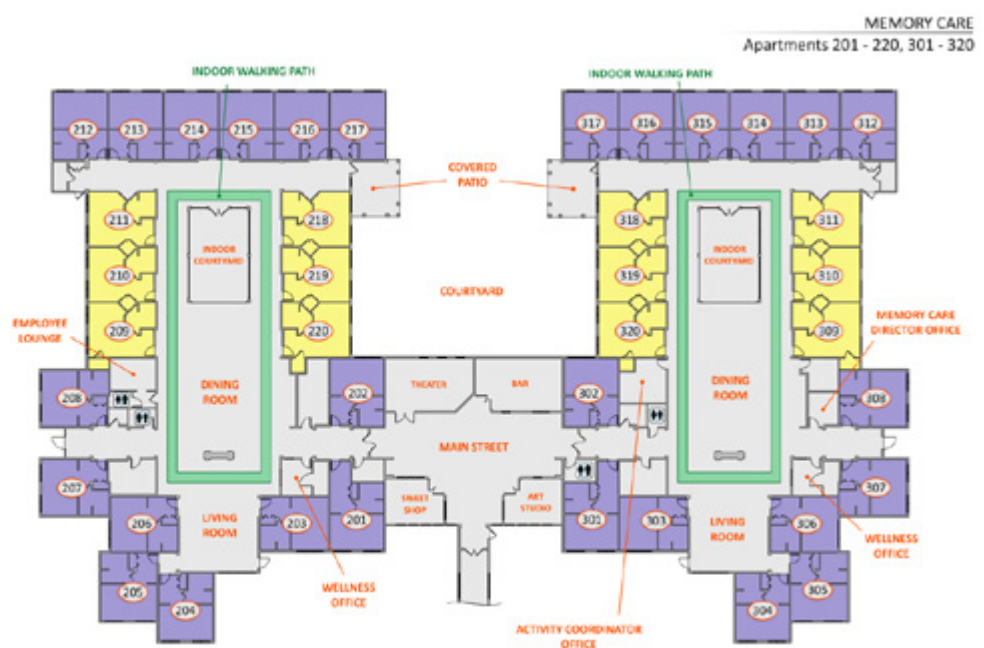 MEMORY CARE
Apartments 201 - 220, 301 - 320
INDOOR WALKING PATH
INDOOR WALKING PATH
212
213
214
215
216
217
317
316
315
314
313
312
COVERED
PATIO
211
218
318
311
INDOOR
COURTYARD
INDOOR
COURTYARD
210
219
319
310
COURTYARD
209
220
320
309
EMPLOYEE
LOUNGE
MEMORY CARE
DIRECTOR OFFICE
208
DINING
ROOM
202
THEATER
BAR
302
DINING
ROOM
308
MAIN STREET
207
307
SWEET
SHOP
ART
STUDIO
206
LIVING
ROOM
203
201
301
303
LIVING
ROOM
306
WELLNESS
OFFICE
205
204
WELLNESS
OFFICE
304
305
ACTIVITY COORDINATOR
OFFICE